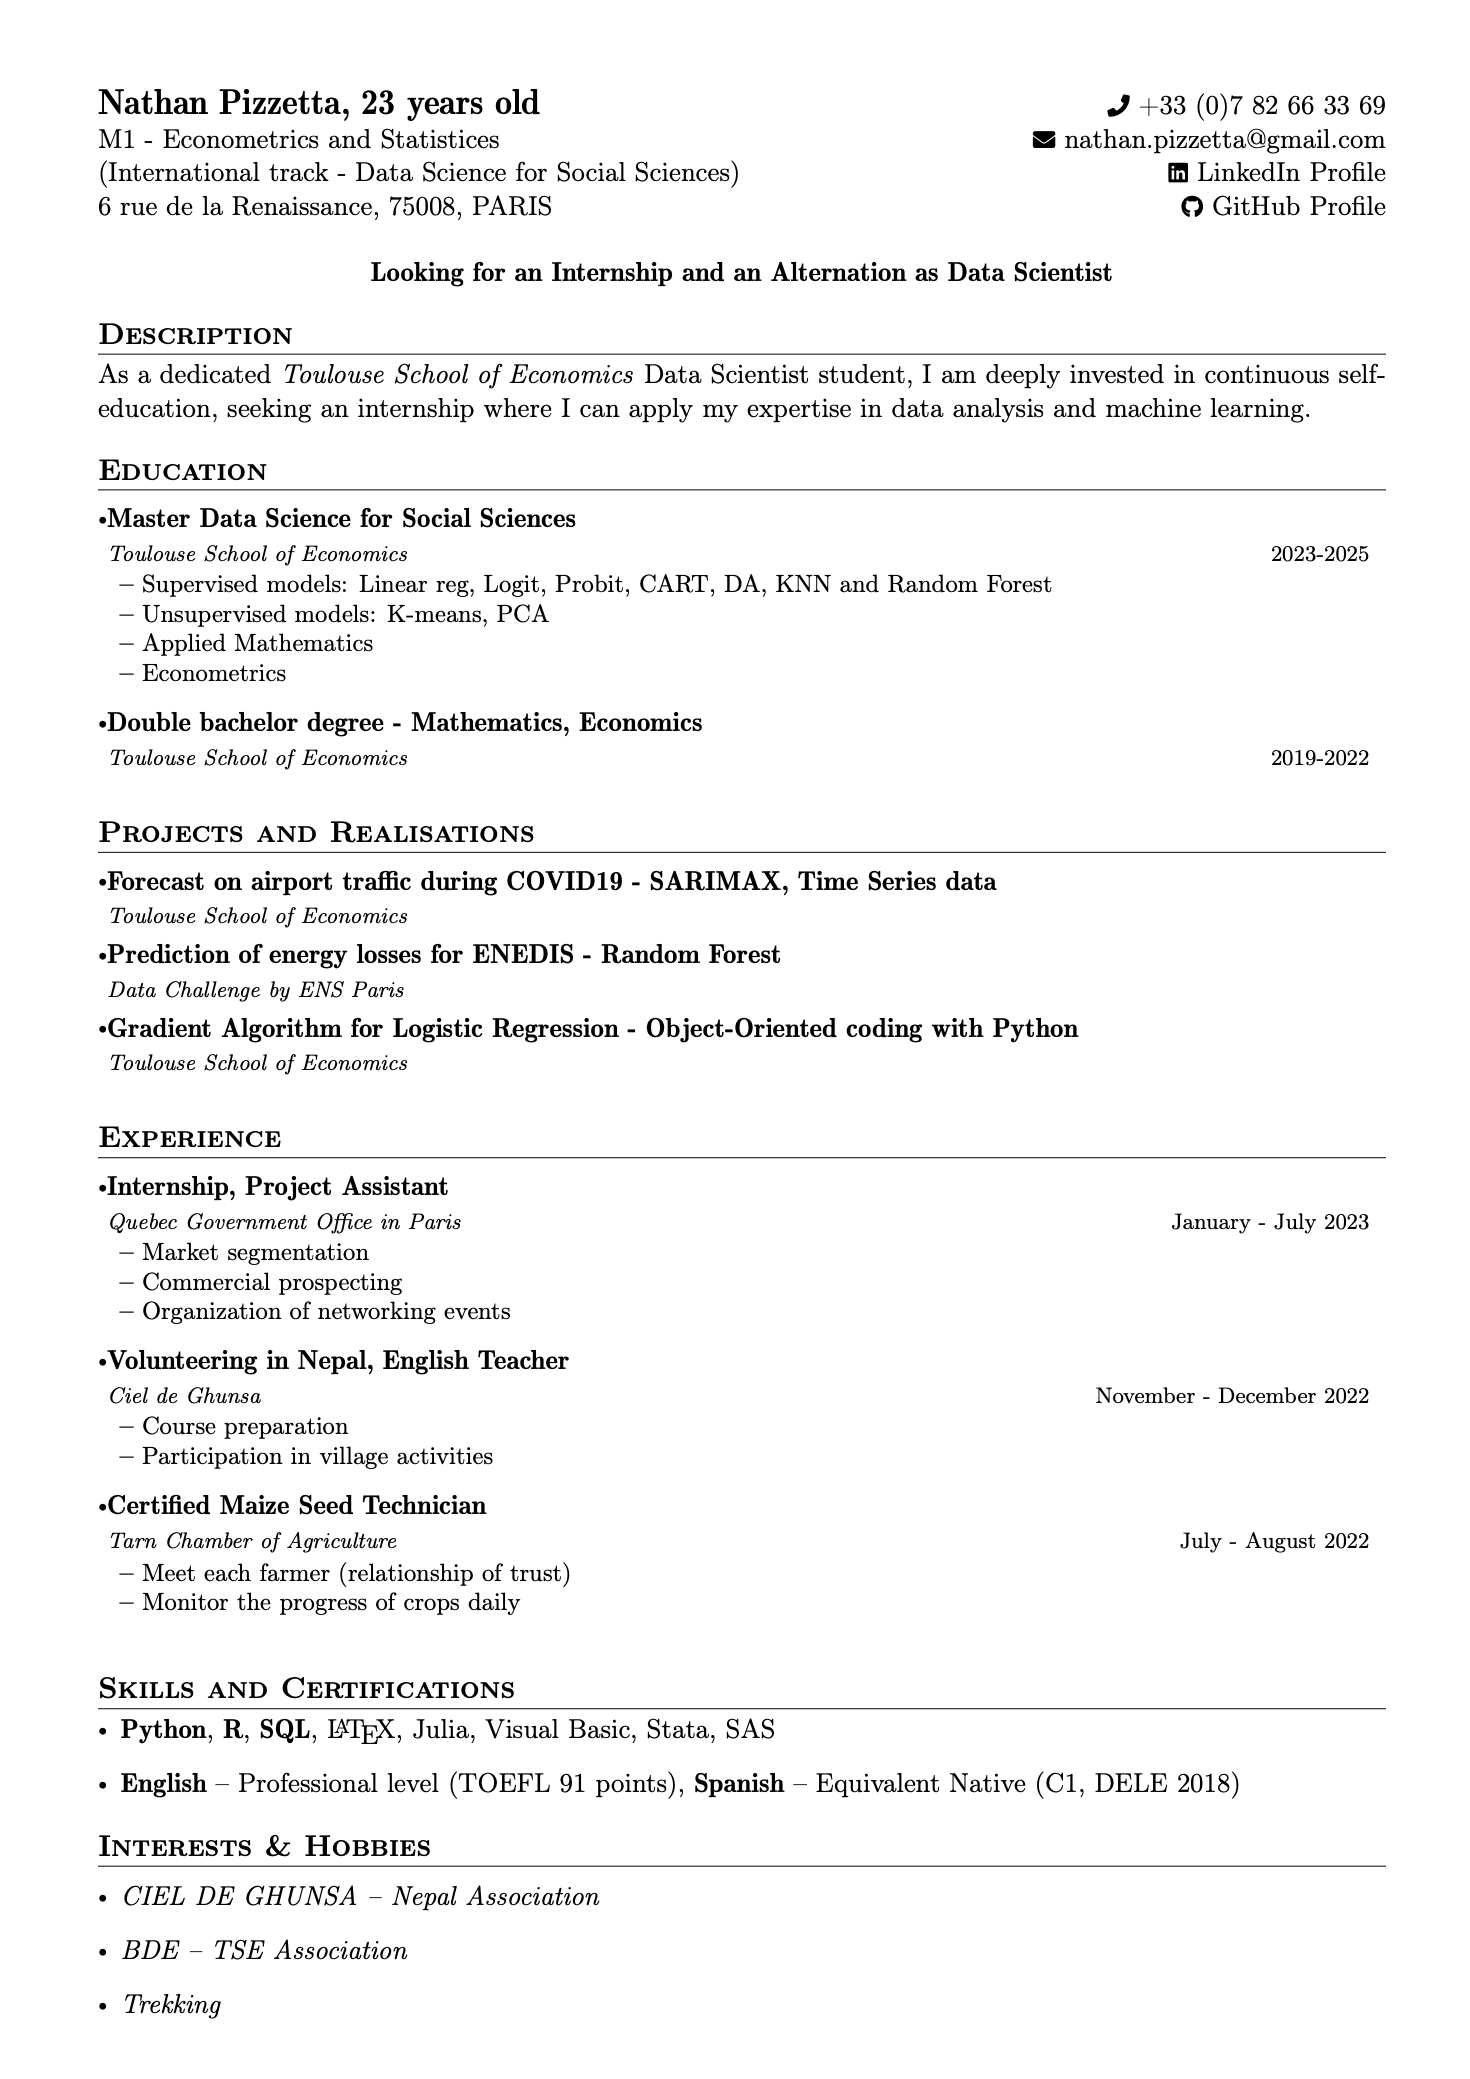 Nathan Pizzetta, 23 years old
+33 (0)7 82 66 33 69
M1 - Econometrics and Statistices
nathan.pizzetta@gmail.com
(International track - Data Science for Social Sciences)
LinkedIn Profile
6 rue de la Renaissance, 75008, PARIS
GitHub Profile
Looking for an Internship and an Alternation as Data Scientist
Description
As a dedicated Toulouse School of Economics Data Scientist student, I am deeply invested in continuous self-
education, seeking an internship where I can apply my expertise in data analysis and machine learning.
Education
•Master Data Science for Social Sciences
Toulouse School of Economics 2023-2025
– Supervised models: Linear reg, Logit, Probit, CART, DA, KNN and Random Forest
– Unsupervised models: K-means, PCA
– Applied Mathematics
– Econometrics
•Double bachelor degree - Mathematics, Economics
Toulouse School of Economics 2019-2022
Projects and Realisations
•Forecast on airport traffic during COVID19 - SARIMAX, Time Series data
Toulouse School of Economics
•Prediction of energy losses for ENEDIS - Random Forest
Data Challenge by ENS Paris
•Gradient Algorithm for Logistic Regression - Object-Oriented coding with Python
Toulouse School of Economics
Experience
•Internship, Project Assistant
Quebec Government Office in Paris January - July 2023
– Market segmentation
– Commercial prospecting
– Organization of networking events
•Volunteering in Nepal, English Teacher
Ciel de Ghunsa November - December 2022
– Course preparation
– Participation in village activities
•Certified Maize Seed Technician
Tarn Chamber of Agriculture July - August 2022
– Meet each farmer (relationship of trust)
– Monitor the progress of crops daily
Skills and Certifications
• Python, R, SQL, LATEX, Julia, Visual Basic, Stata, SAS
• English – Professional level (TOEFL 91 points), Spanish – Equivalent Native (C1, DELE 2018)
Interests & Hobbies
• CIEL DE GHUNSA – Nepal Association
• BDE – TSE Association
• Trekking